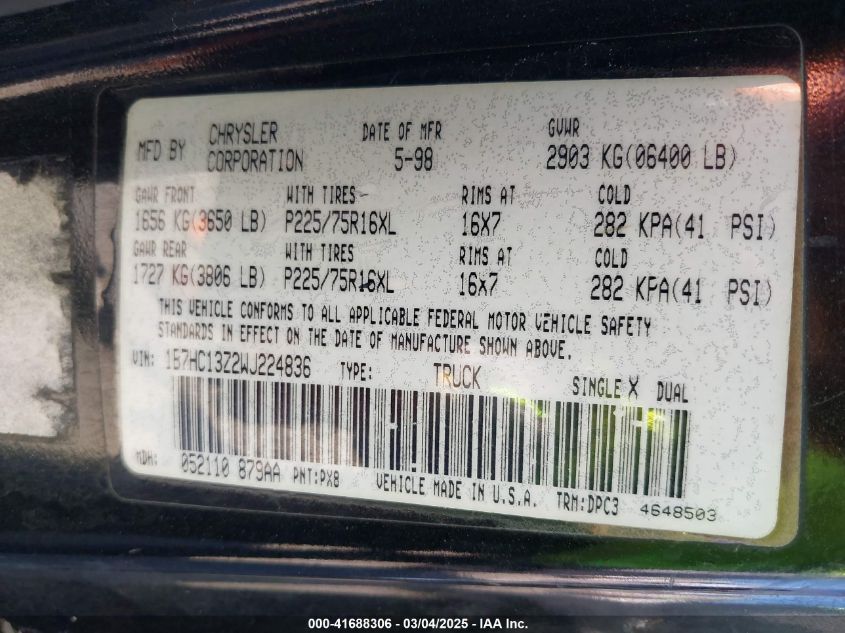 MFD BY CHRYSLER CORPORATION DATE OF MFR 5-98 GVWR 2903 KG(06400 LB)
GAWR FRONT WITH TIRES RIMS AT COLD
1656 KG(3650 LB) P225/75R16XL 16X7 282 KPA(41 PSI)
GAWR REAR WITH TIRES RIMS AT COLD
1727 KG(3806 LB) P225/75R16XL 16x7 282 KPA(41 PSI)
THIS VEHICLE CONFORMS TO ALL APPLICABLE FEDERAL MOTOR VEHICLE SAFETY
STANDARDS IN EFFECT ON THE DATE OF MANUFACTURE SHOWN ABOVE.
VIN: 1B7HC13Z2WJ224836 TYPE: TRUCK SINGLE X DUAL
MDH: 052110 879AA PNT:PX8 VEHICLE MADE IN U.S.A. TRM:DPC3 4648503
000-41688306 - 03/04/2025 - IAA Inc.